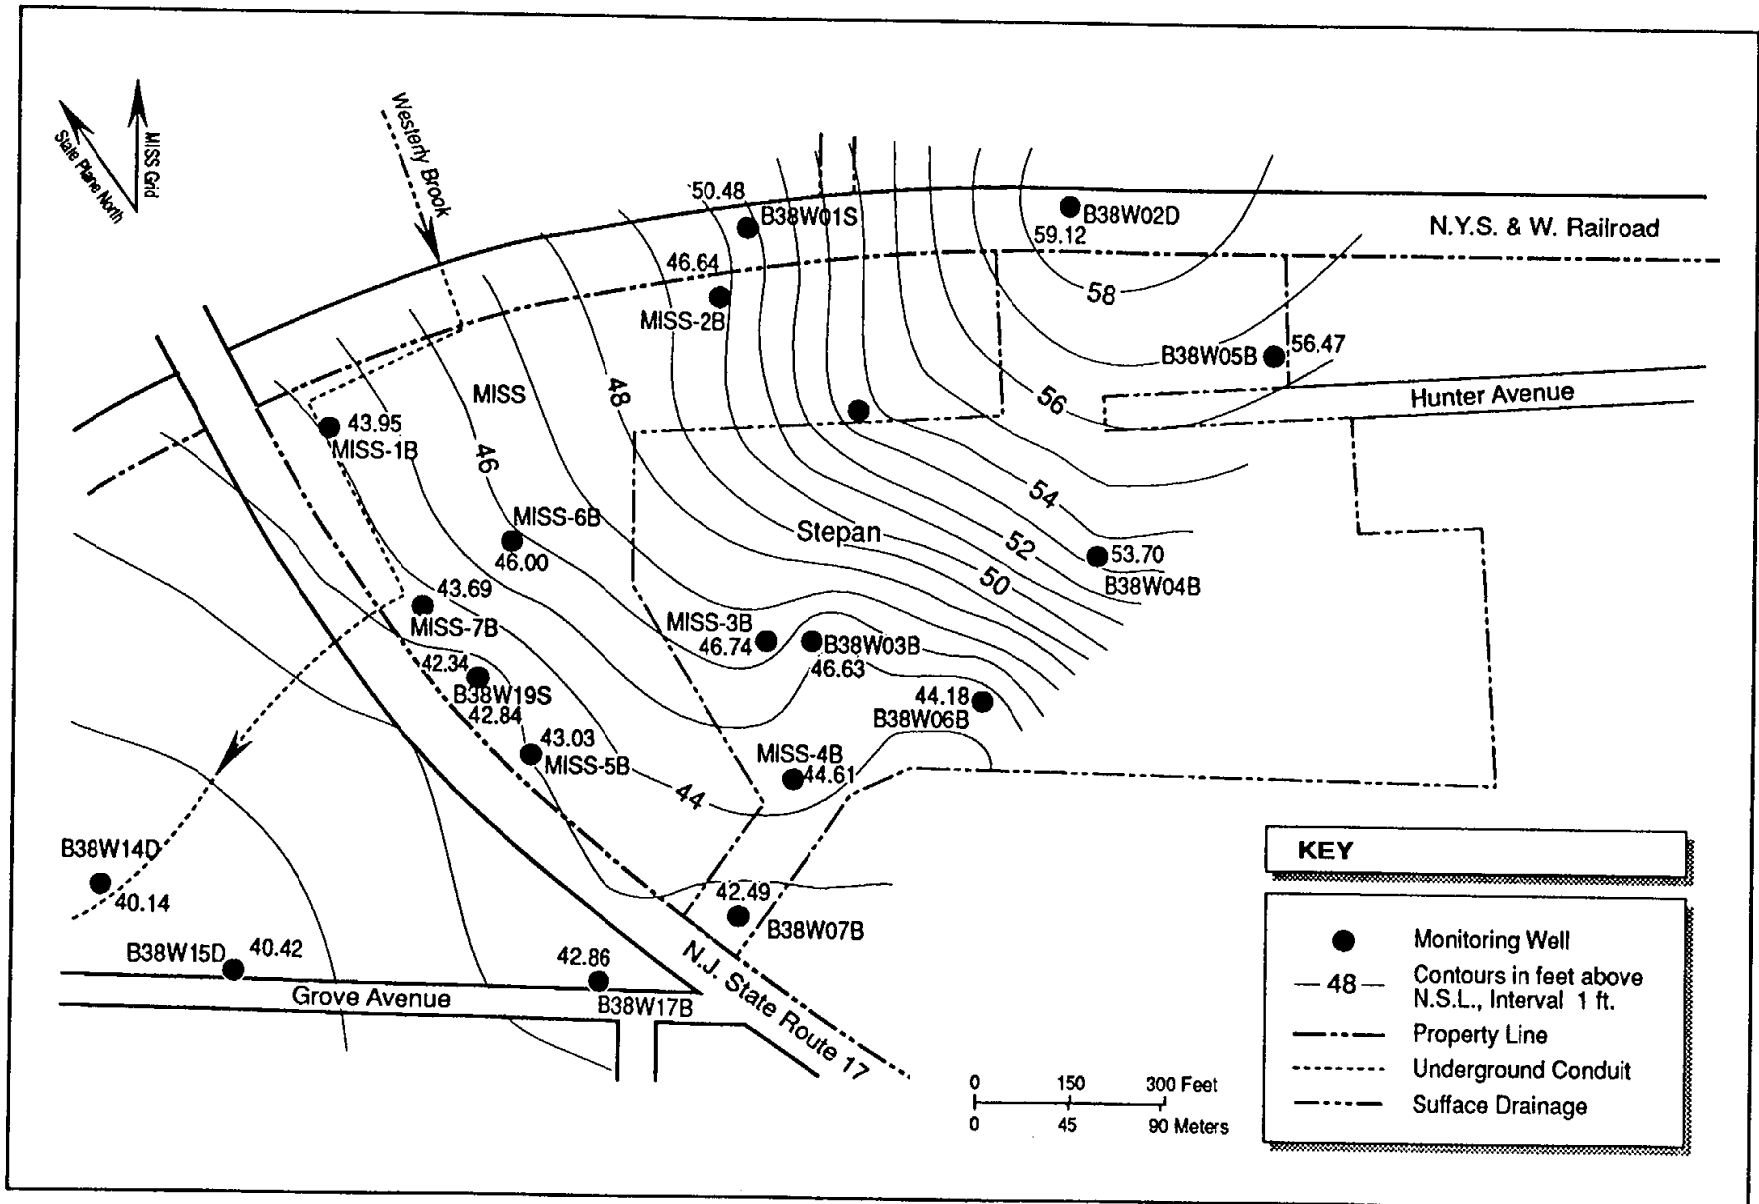 MISS Grid
State Plane North
Westerly Brook
50.48
B38W01S
B38W02D
59.12
N.Y.S. & W. Railroad
46.64
MISS-2B
58
B38W05B
56.47
Hunter Avenue
56
MISS
48
43.95
MISS-1B
46
54
MISS-6B
46.00
Stepan
52
53.70
B38W04B
50
43.69
MISS-7B
MISS-3B
46.74
B38W03B
46.63
42.34
B38W19S
42.84
44.18
B38W06B
43.03
MISS-5B
MISS-4B
44.61
44
B38W14D
40.14
42.49
B38W07B
B38W15D
40.42
42.86
B38W17B
Grove Avenue
N.J. State Route 17
0 150 300 Feet
0 45 90 Meters
KEY
Monitoring Well
48
Contours in feet above
N.S.L., Interval 1 ft.
Property Line
Underground Conduit
Sufface Drainage